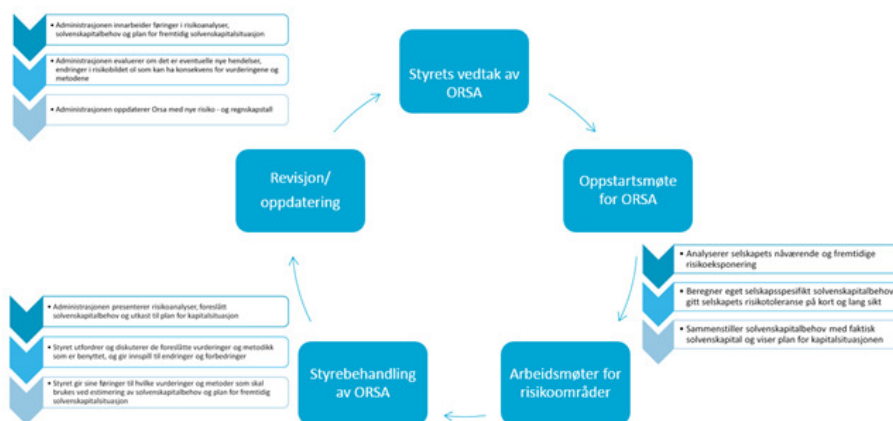 • Administrasjonen innarbeider føringer i risikoanalyser,
solvenskapitalbehov og plan for fremtidig solvenskapitalsituasjon
• Administrasjonen evaluerer om det er eventuelle nye hendelser,
endringer i risikobildet ol som kan ha konsekvens for vurderingene og
metodene
• Administrasjonen oppdaterer Orsa med nye risiko - og regnskapstall
Styrets vedtak av
ORSA
Oppstartsmøte
for ORSA
• Analyserer selskapets nåværende og fremtidige
risikoeksponering
• Beregner eget selskapsspesifikt solvenskapitalbehov
gitt selskapets risikotoleranse på kort og lang sikt
• Sammenstiller solvenskapitalbehov med faktisk
solvenskapital og viser plan for kapitalsituasjonen
Arbeidsmøter for
risikoområder
Styrebehandling
av ORSA
• Administrasjonen presenterer risikoanalyser, foreslått
solvenskapitalbehov og utkast til plan for kapitalsituasjon
• Styret utfordrer og diskuterer de foreslåtte vurderinger og metodikk
som er benyttet, og gir innspill til endringer og forbedringer
• Styret gir sine føringer til hvilke vurderinger og metoder som skal
brukes ved estimering av solvenskapitalbehov og plan for fremtidig
solvenskapitalsituasjon
Revisjon/
oppdatering